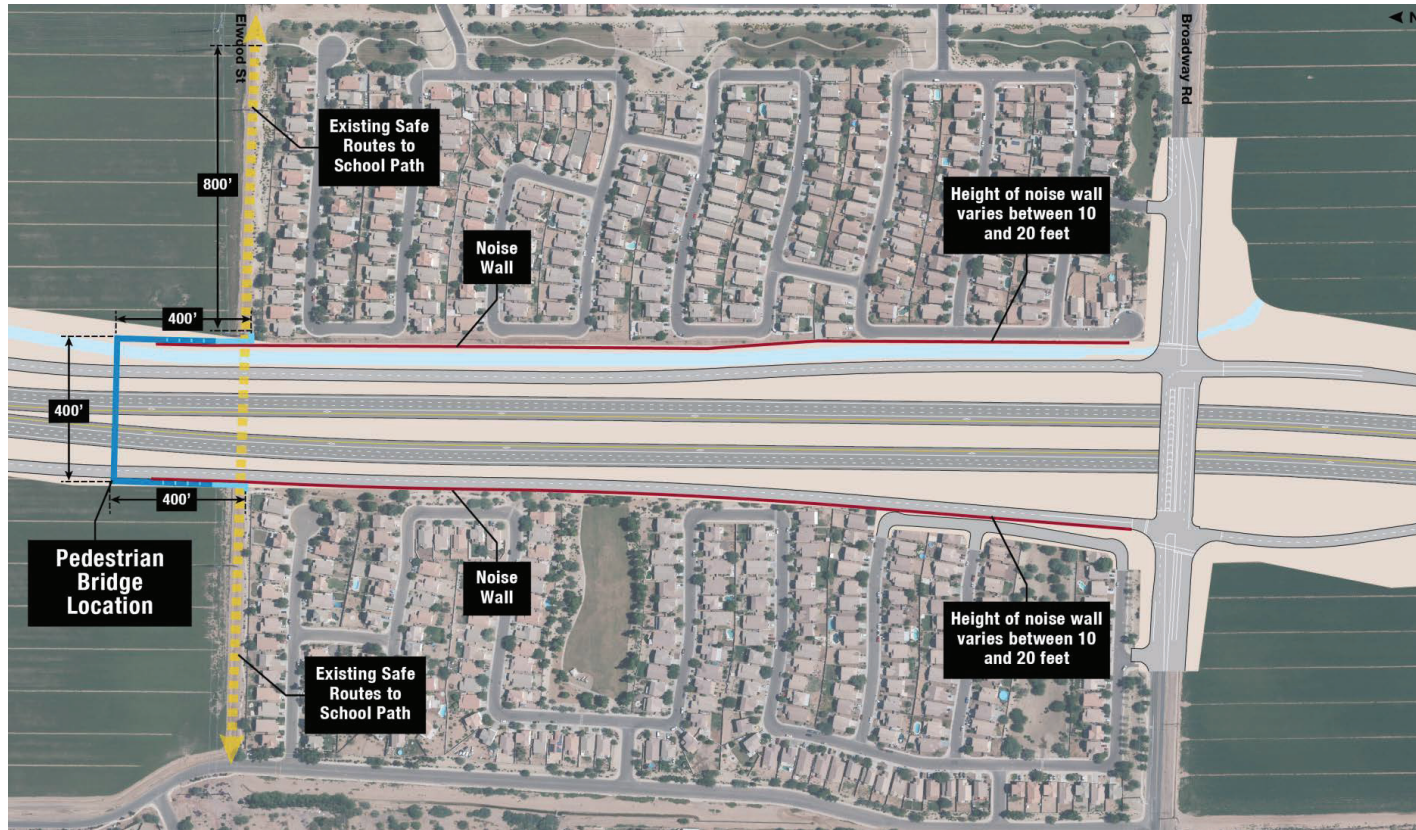 Elwood St
Broadway Rd
N
Existing Safe
Routes to
School Path
800'
Noise
Wall
Height of noise wall
varies between 10
and 20 feet
400'
400'
400'
Pedestrian
Bridge
Location
Noise
Wall
Existing Safe
Routes to
School Path
Height of noise wall
varies between 10
and 20 feet